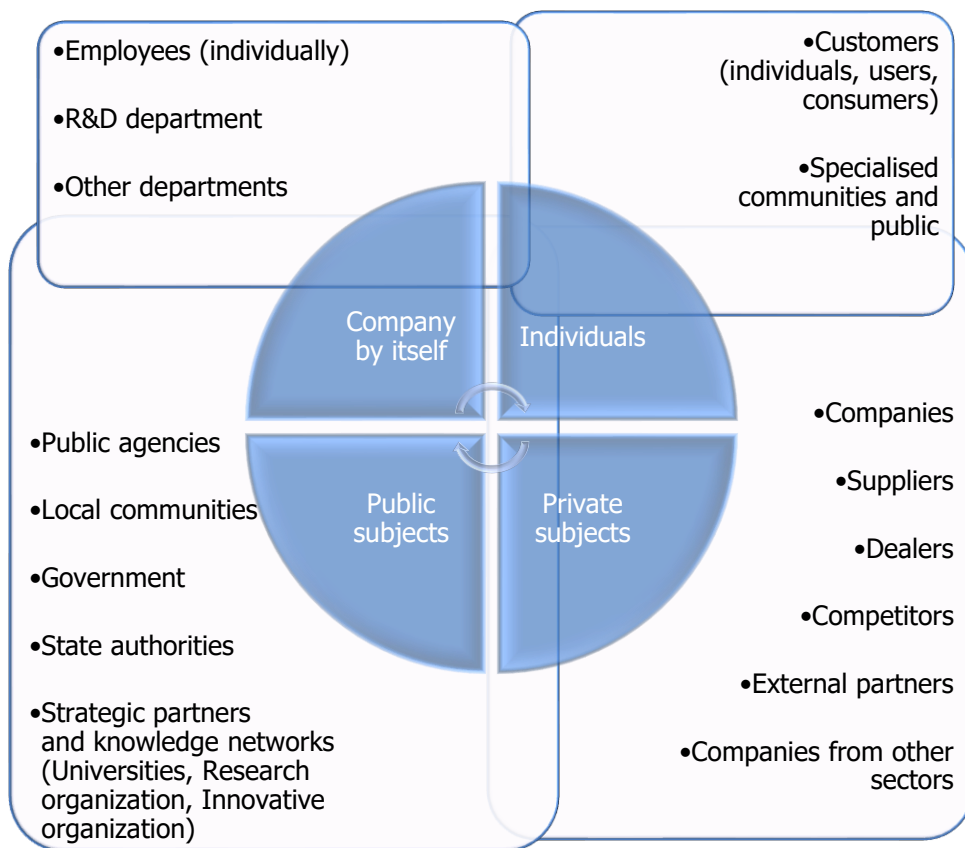 •Employees (individually)
•R&D department
•Other departments
•Customers
(individuals, users,
consumers)
•Specialised
communities and
public
Company
by itself
Individuals
Public
subjects
Private
subjects
•Public agencies
•Local communities
•Government
•State authorities
•Strategic partners
and knowledge networks
(Universities, Research
organization, Innovative
organization)
•Companies
•Suppliers
•Dealers
•Competitors
•External partners
•Companies from other
sectors